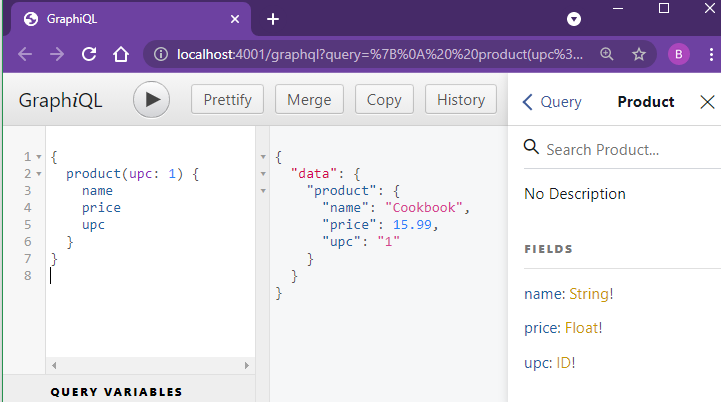 GraphiQL
localhost:4001/graphql?query=%7B%0A%20%20product(upc%3...
B
GraphiQL
Prettify
Merge
Copy
History
1 {
2   product(upc: 1) {
3     name
4     price
5     upc
6   }
7 }
8
QUERY VARIABLES
{
  "data": {
    "product": {
      "name": "Cookbook",
      "price": 15.99,
      "upc": "1"
    }
  }
}
Query
Product
Search Product...
No Description
FIELDS
name: String!
price: Float!
upc: ID!